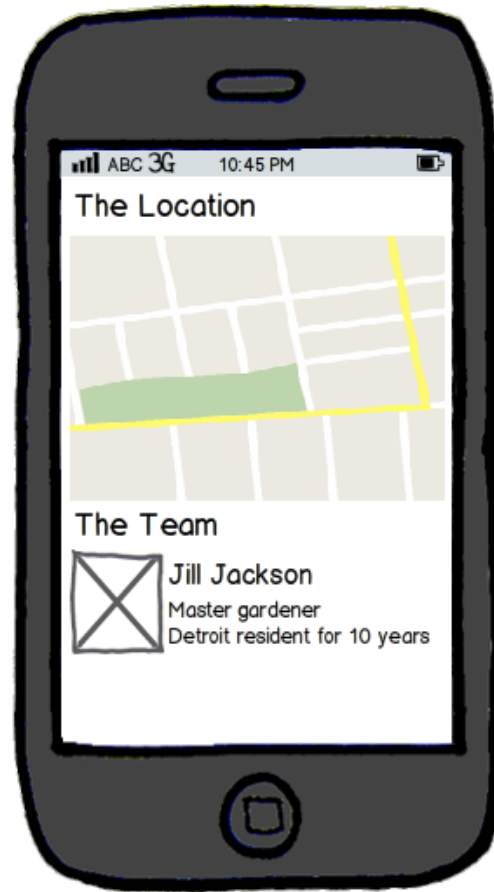 ABC 3G 10:45 PM
The Location
The Team
Jill Jackson
Master gardener
Detroit resident for 10 years